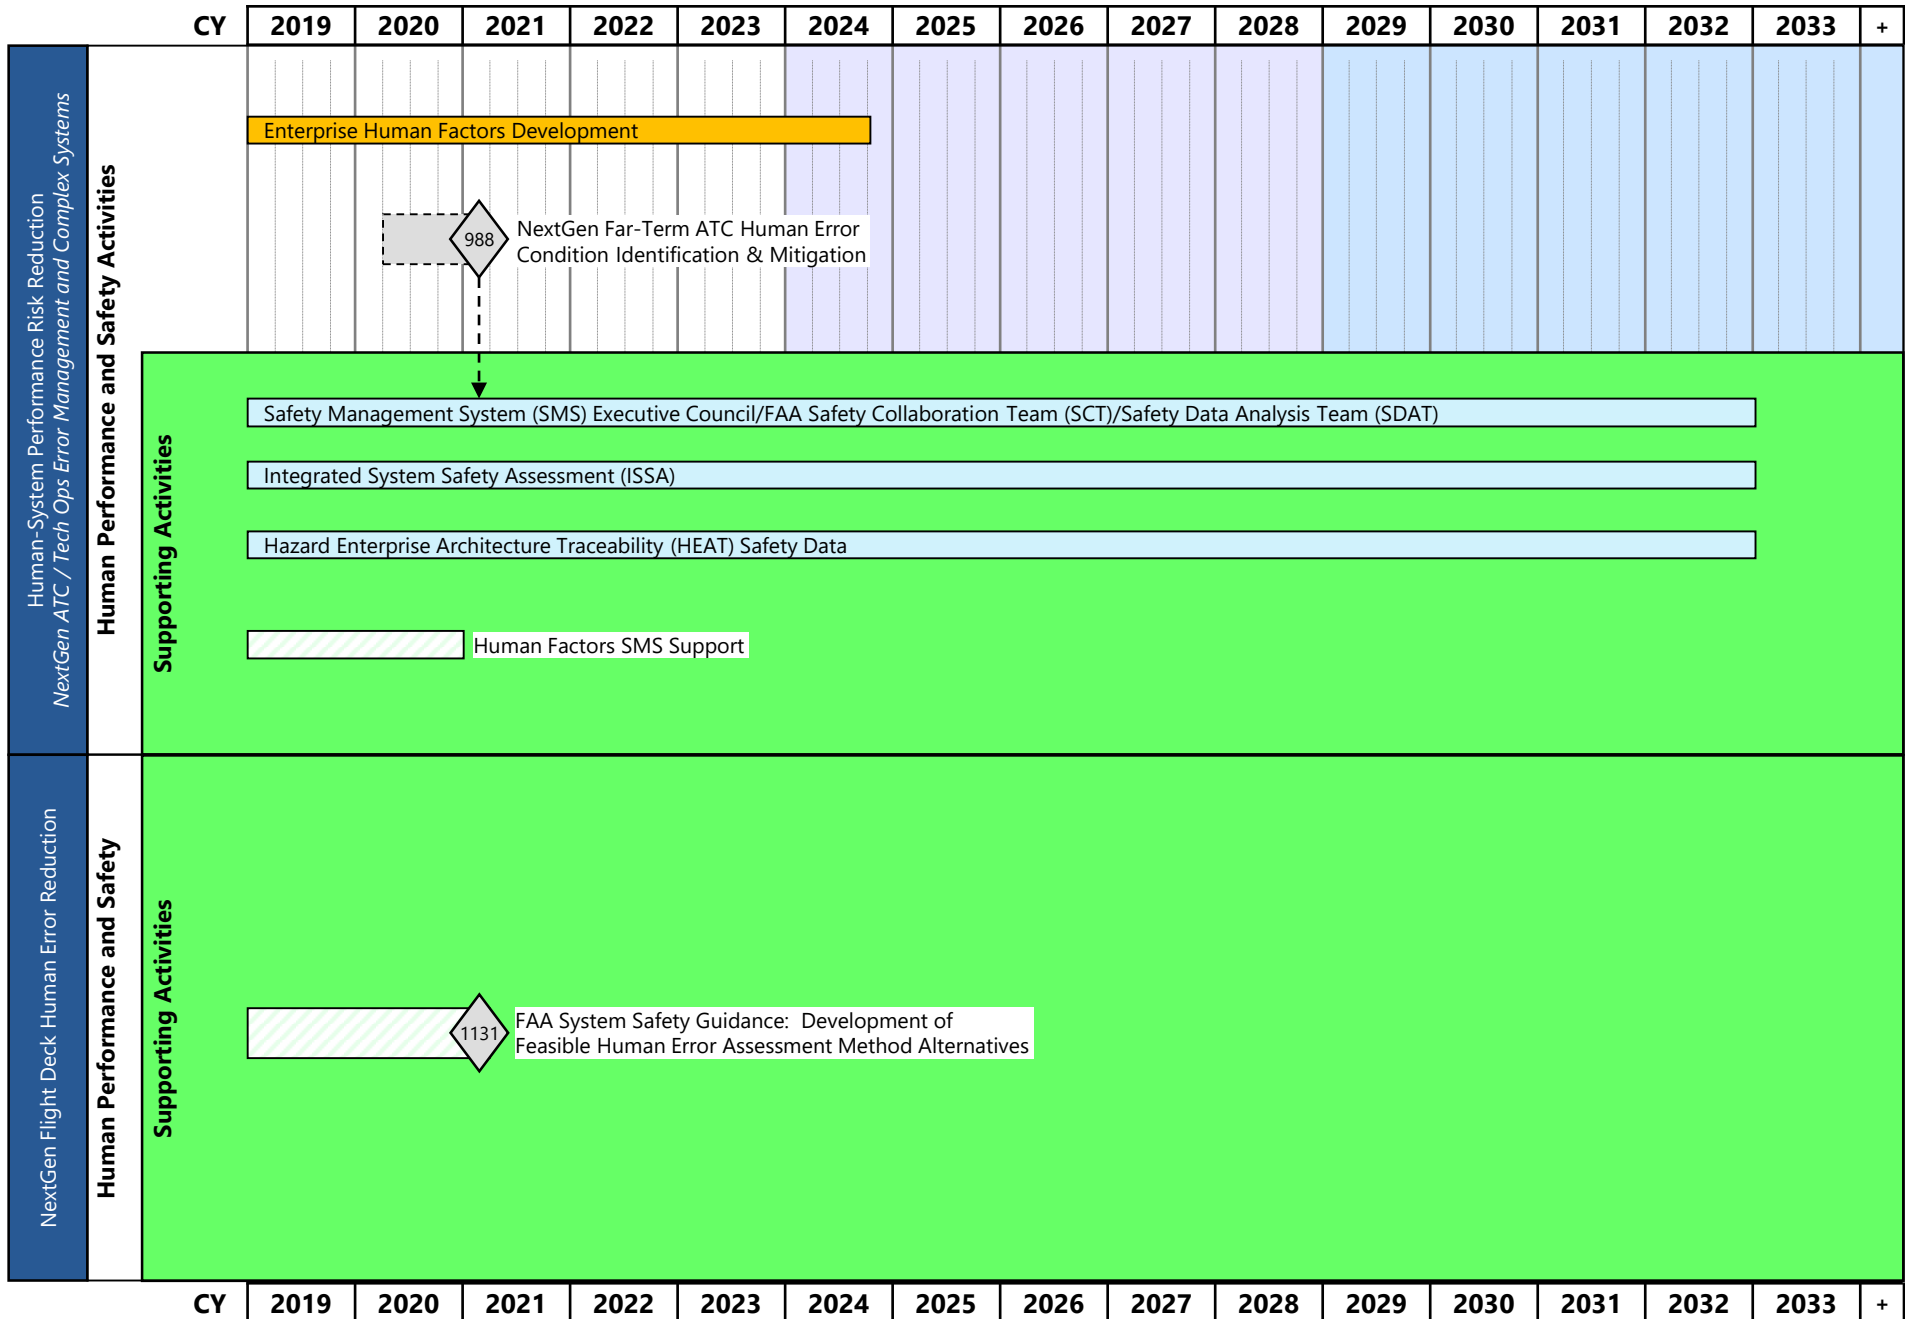 CY 2019 2020 2021 2022 2023 2024 2025 2026 2027 2028 2029 2030 2031 2032 2033 +
Human-System Performance Risk Reduction
NextGen ATC / Tech Ops Error Management and Complex Systems
Human Performance and Safety Activities
Enterprise Human Factors Development
988
NextGen Far-Term ATC Human Error
Condition Identification & Mitigation
Supporting Activities
Safety Management System (SMS) Executive Council/FAA Safety Collaboration Team (SCT)/Safety Data Analysis Team (SDAT)
Integrated System Safety Assessment (ISSA)
Hazard Enterprise Architecture Traceability (HEAT) Safety Data
Human Factors SMS Support
NextGen Flight Deck Human Error Reduction
Human Performance and Safety
Supporting Activities
1131
FAA System Safety Guidance: Development of
Feasible Human Error Assessment Method Alternatives
CY 2019 2020 2021 2022 2023 2024 2025 2026 2027 2028 2029 2030 2031 2032 2033 +